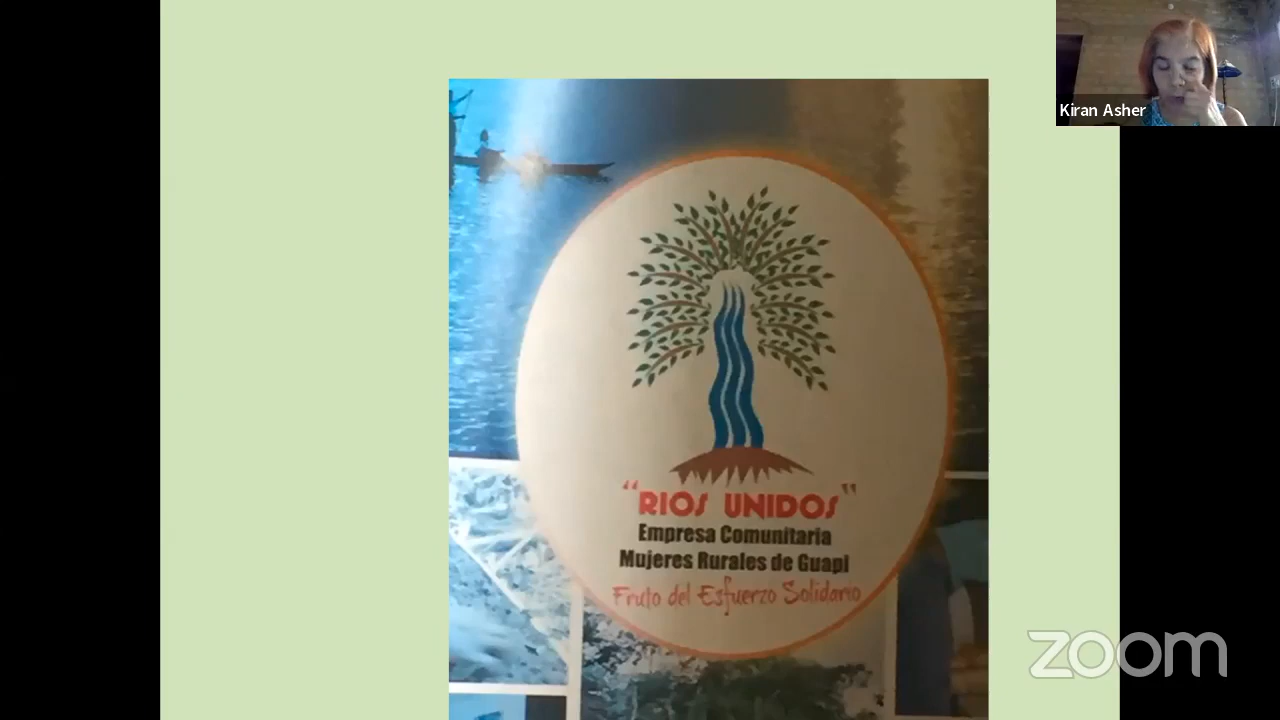 Kiran Asher
"RIOS UNIDOS"
Empresa Comunitaria
Mujeres Rurales de Guapi
Fruto del Esfuerzo Solidario
zoom